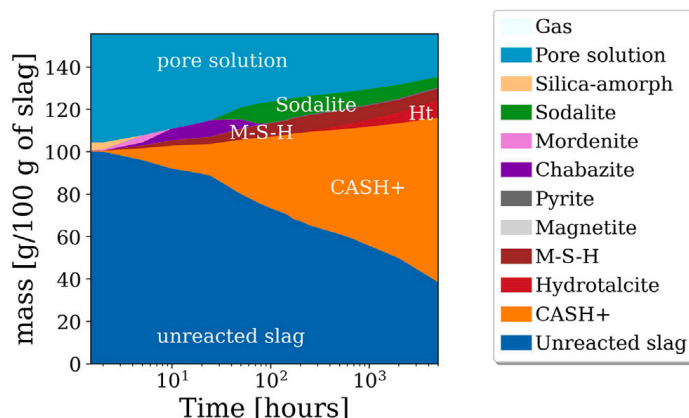 mass [g/100 g of slag]
140
120
100
80
60
40
20
0
pore solution
Sodalite
Ht.
M-S-H
CASH+
unreacted slag
10¹ 10² 10³
Time [hours]
Gas
Pore solution
Silica-amorph
Sodalite
Mordenite
Chabazite
Pyrite
Magnetite
M-S-H
Hydrotalcite
CASH+
Unreacted slag